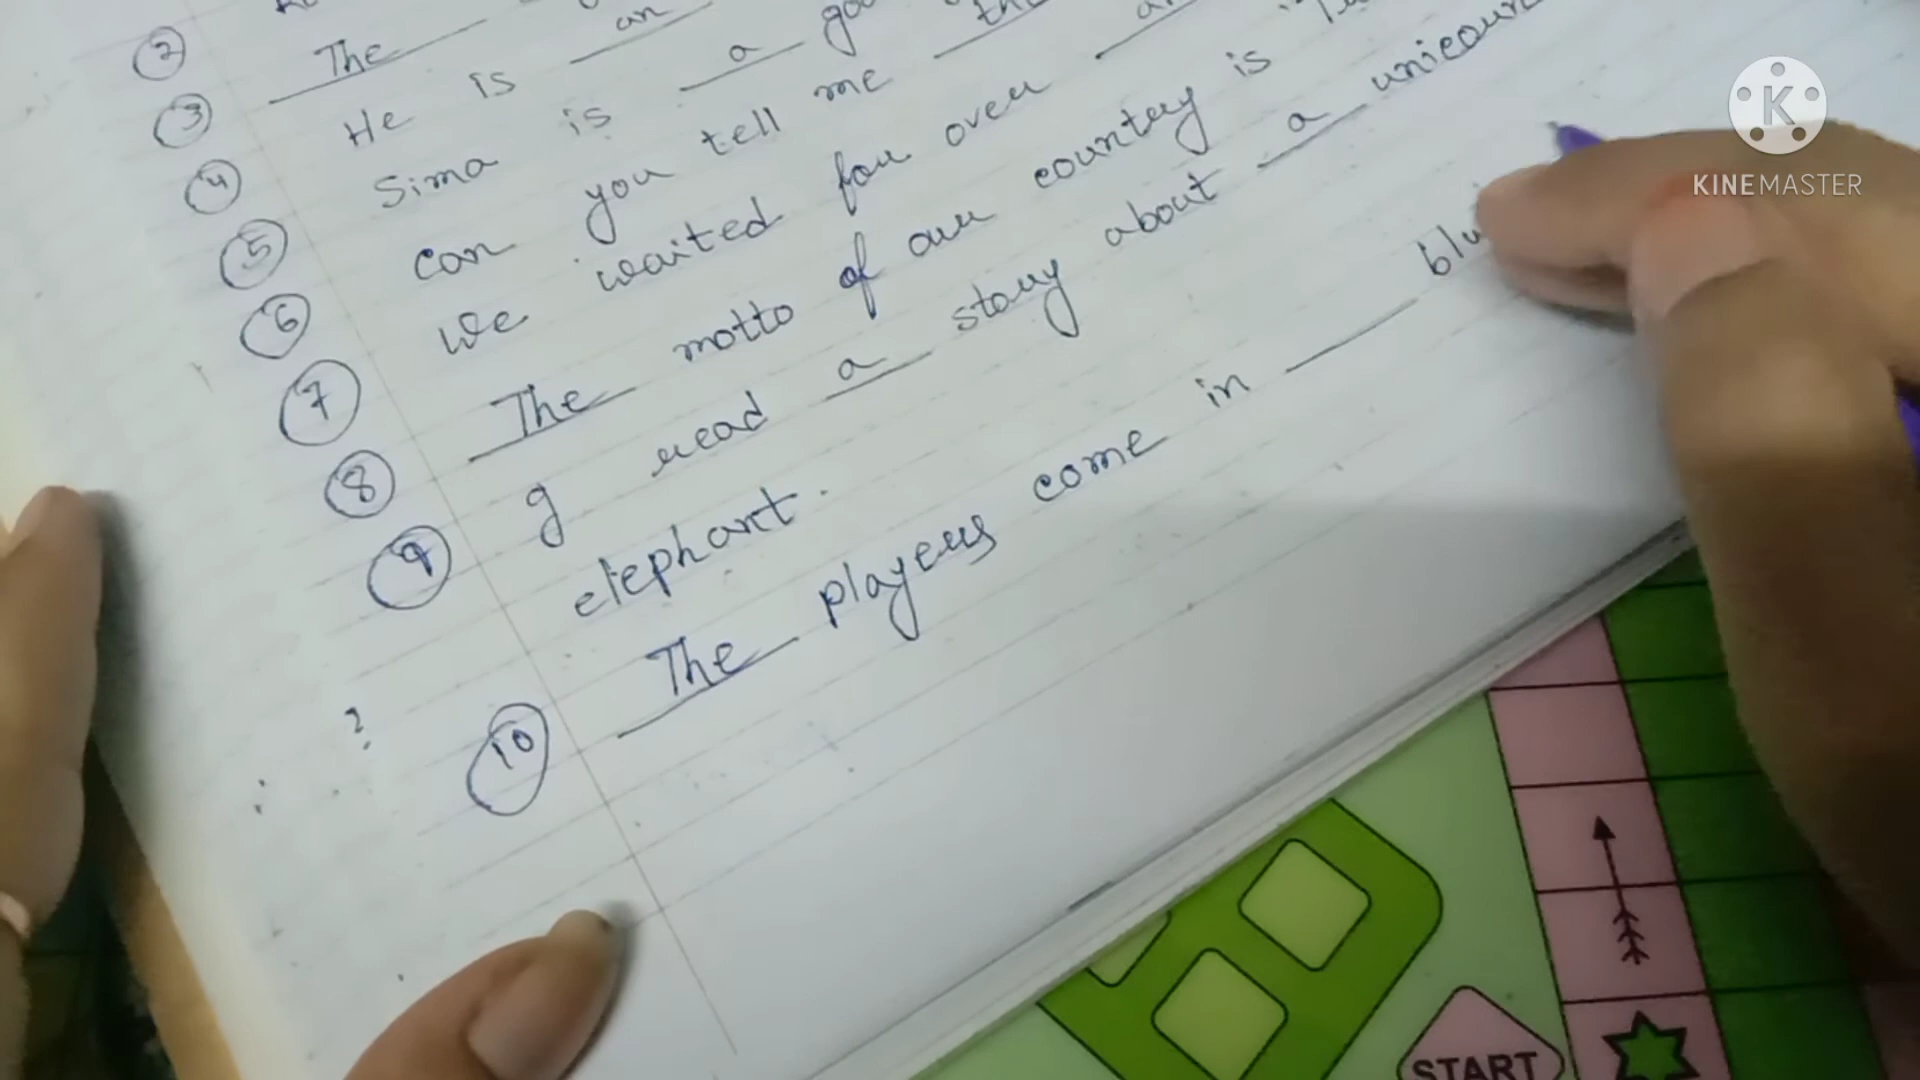 ②
③ The
④ He is an
⑤ Sima is a
⑥ can you tell me
⑦ We waited for over
⑧ The motto of our country is
⑨ I read a story about a
elephant.
⑩ The players come in ____
KINEMASTER
START